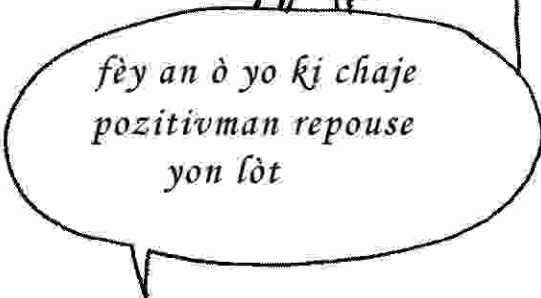 fèy an ò yo ki chaje
pozitivman repouse
yon lòt